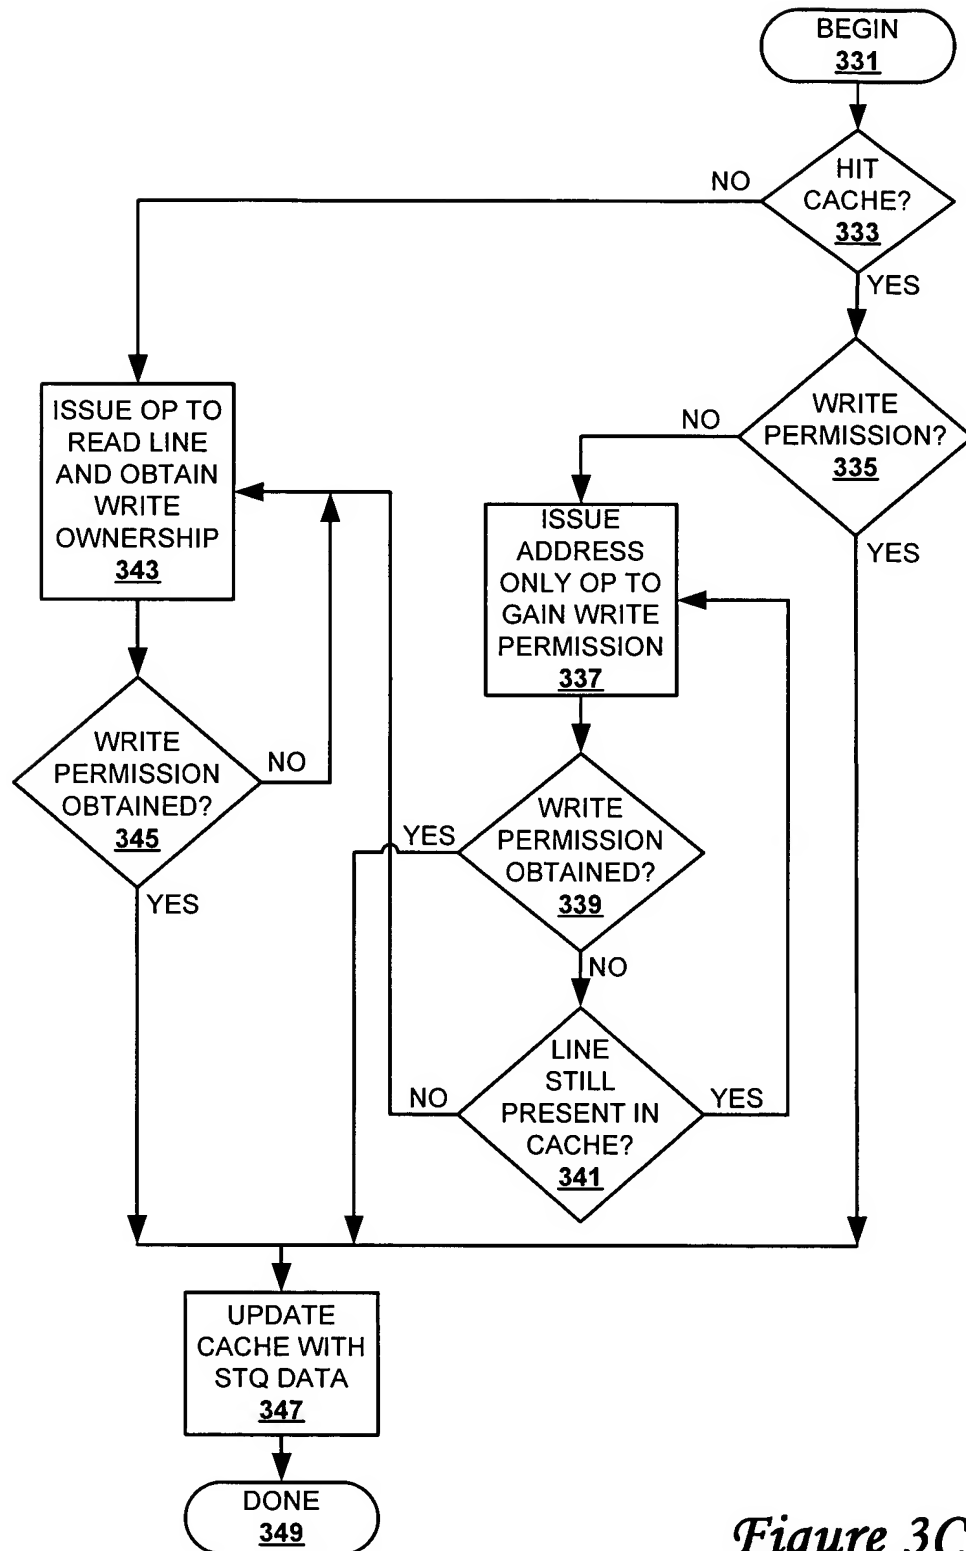 BEGIN
331
HIT
CACHE?
333
NO
YES
WRITE
PERMISSION?
335
NO
YES
ISSUE OP TO
READ LINE
AND OBTAIN
WRITE
OWNERSHIP
343
ISSUE
ADDRESS
ONLY OP TO
GAIN WRITE
PERMISSION
337
WRITE
PERMISSION
OBTAINED?
345
NO
YES
WRITE
PERMISSION
OBTAINED?
339
YES
NO
LINE
STILL
PRESENT IN
CACHE?
341
NO
YES
UPDATE
CACHE WITH
STQ DATA
347
DONE
349
Figure 3C